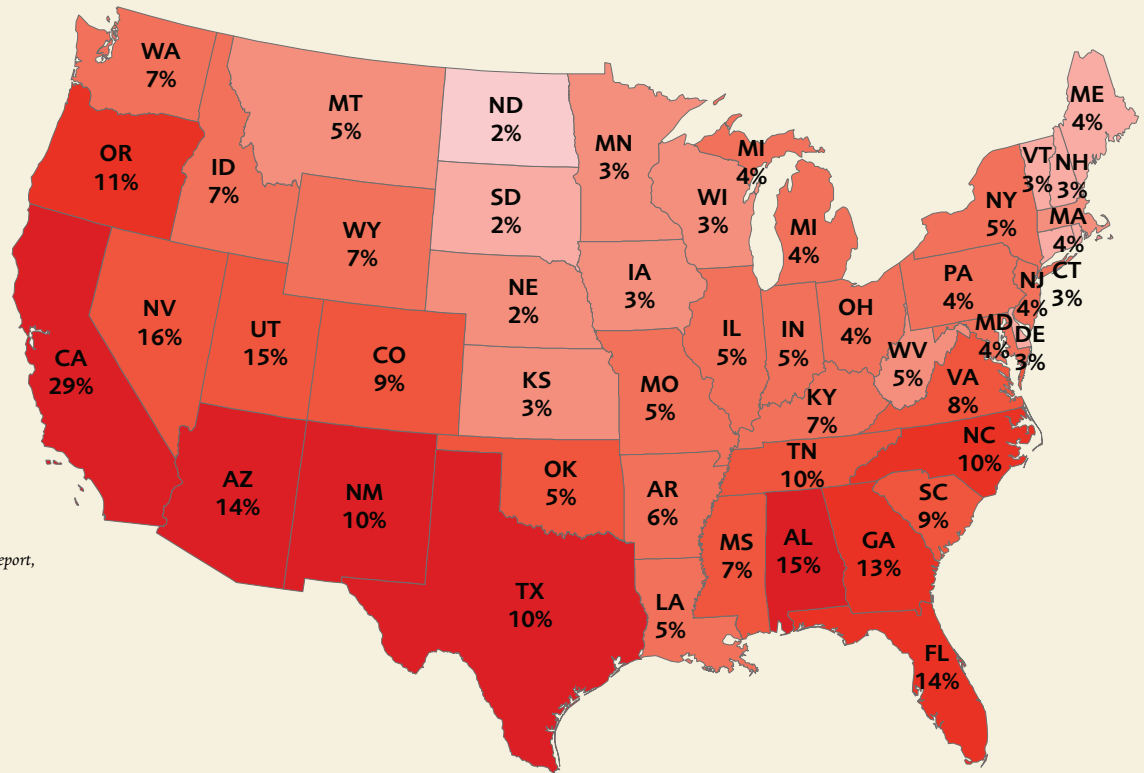 WA
7%
OR
11%
CA
29%
ID
7%
NV
16%
MT
5%
WY
7%
UT
15%
AZ
14%
CO
9%
NM
10%
ND
2%
SD
2%
NE
2%
KS
3%
OK
5%
TX
10%
MN
3%
IA
3%
MO
5%
AR
6%
LA
5%
WI
3%
IL
5%
MI
4%
MI
4%
IN
5%
OH
4%
KY
7%
TN
10%
MS
7%
AL
15%
GA
13%
FL
14%
SC
9%
NC
10%
VA
8%
WV
5%
PA
4%
NY
5%
NJ
4%
MD
4%
DE
3%
CT
3%
MA
4%
VT
3%
NH
3%
ME
4%
eport,